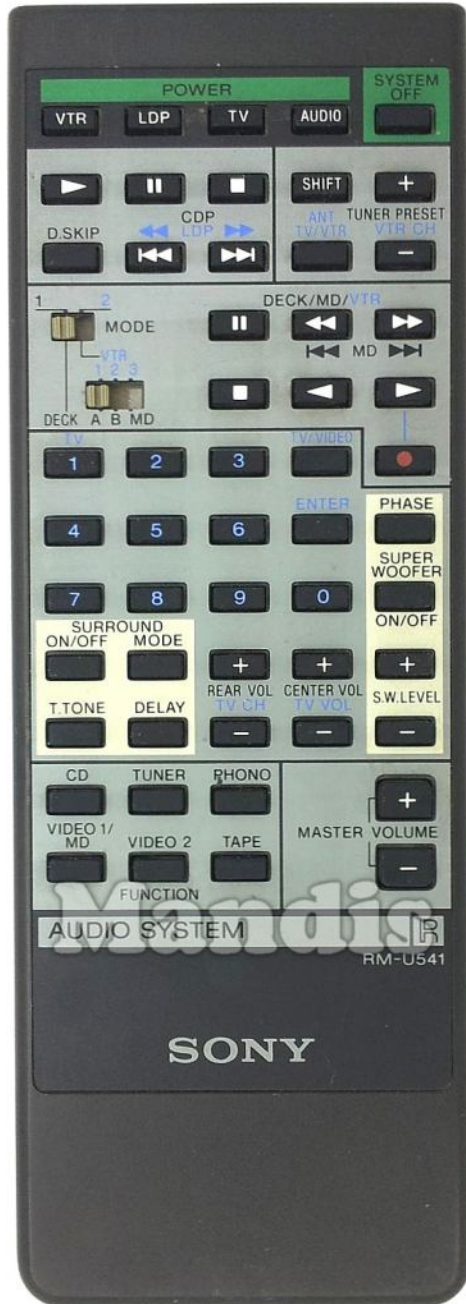 POWER
SYSTEM
OFF
VTR LDP TV AUDIO
SHIFT +
CDP
ANT TUNER PRESET
D.SKIP LDP TV/VTR VTR CH
−
1 2
MODE
DECK/MD/VTR
MD
VTR
1 2 3
DECK A B MD
TV TV/VIDEO
1 2 3
ENTER PHASE
4 5 6
SUPER
WOOFER
7 8 9 0
ON/OFF
SURROUND
ON/OFF MODE
+ + +
REAR VOL CENTER VOL S.W.LEVEL
T.TONE DELAY TV CH TV VOL
− − −
CD TUNER PHONO
+
VIDEO 1/
MD VIDEO 2 TAPE
MASTER VOLUME
−
FUNCTION
Mandis
AUDIO SYSTEM R
RM-U541
SONY